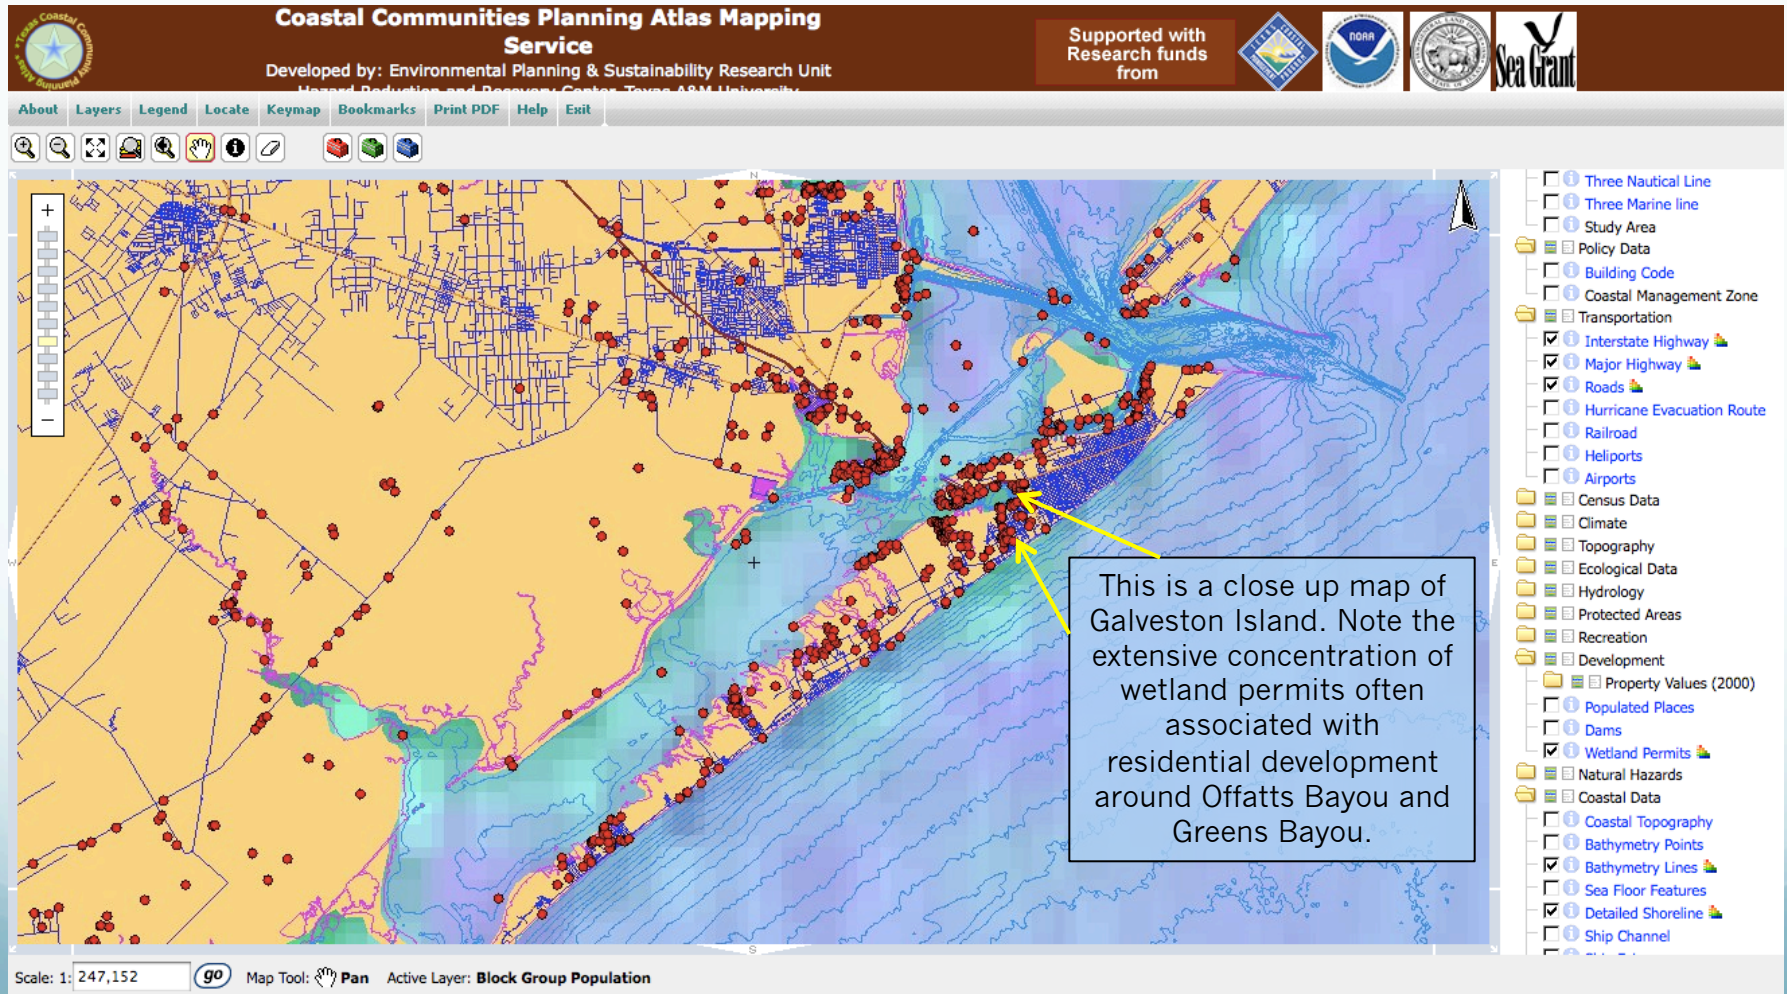 Coastal Communities Planning Atlas Mapping
Service
Developed by: Environmental Planning & Sustainability Research Unit
Hazard Reduction and Recovery Center, Texas A&M University
Supported with
Research funds
from
NOAA
Sea Grant
About Layers Legend Locate Keymap Bookmarks Print PDF Help Exit
N
W
E
S
This is a close up map of
Galveston Island. Note the
extensive concentration of
wetland permits often
associated with
residential development
around Offatts Bayou and
Greens Bayou.
Three Nautical Line
Three Marine line
Study Area
Policy Data
Building Code
Coastal Management Zone
Transportation
Interstate Highway
Major Highway
Roads
Hurricane Evacuation Route
Railroad
Heliports
Airports
Census Data
Climate
Topography
Ecological Data
Hydrology
Protected Areas
Recreation
Development
Property Values (2000)
Populated Places
Dams
Wetland Permits
Natural Hazards
Coastal Data
Coastal Topography
Bathymetry Points
Bathymetry Lines
Sea Floor Features
Detailed Shoreline
Ship Channel
Scale: 1: 247,152 go Map Tool: Pan Active Layer: Block Group Population